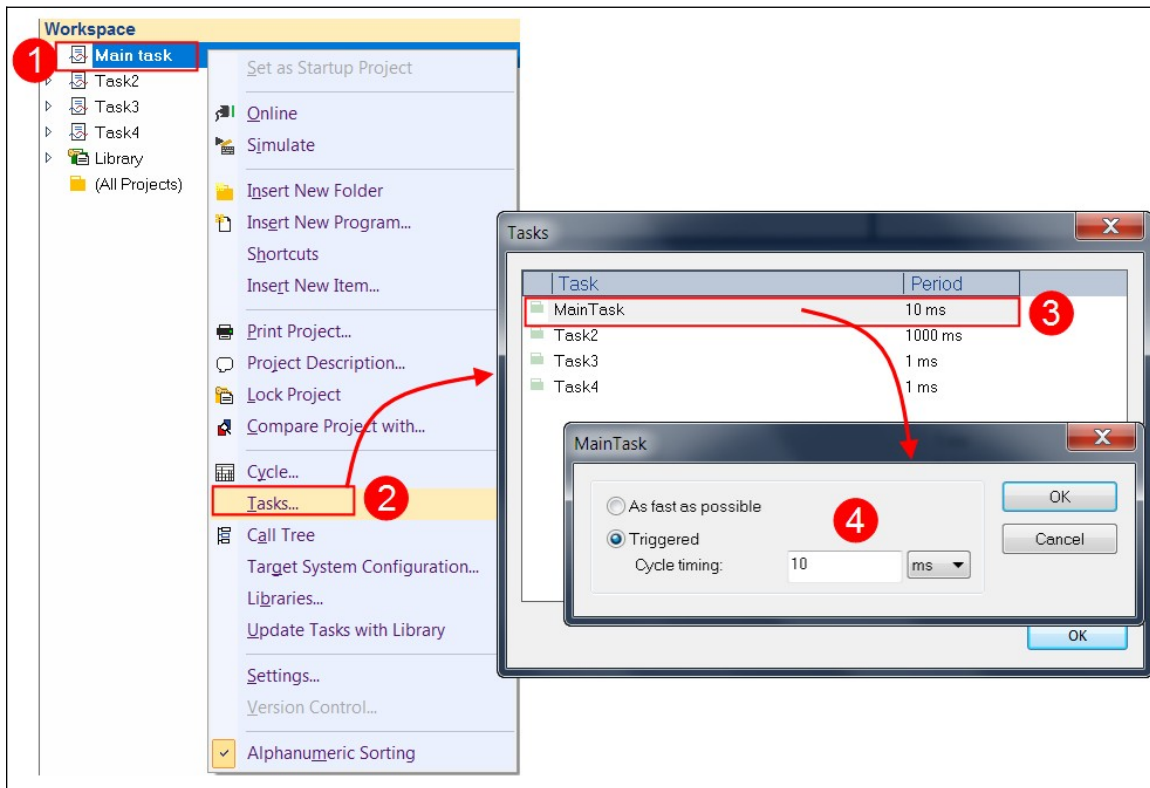 Workspace
1
Main task
Task2
Task3
Task4
Library
(All Projects)
Set as Startup Project
Online
Simulate
Insert New Folder
Insert New Program...
Shortcuts
Insert New Item...
Print Project...
Project Description...
Lock Project
Compare Project with...
Cycle...
Tasks...
2
Call Tree
Target System Configuration...
Libraries...
Update Tasks with Library
Settings...
Version Control...
Alphanumeric Sorting
Tasks
X
Task Period
MainTask 10 ms
3
Task2 1000 ms
Task3 1 ms
Task4 1 ms
MainTask
X
As fast as possible
4
Triggered
Cycle timing: 10 ms
OK
Cancel
OK